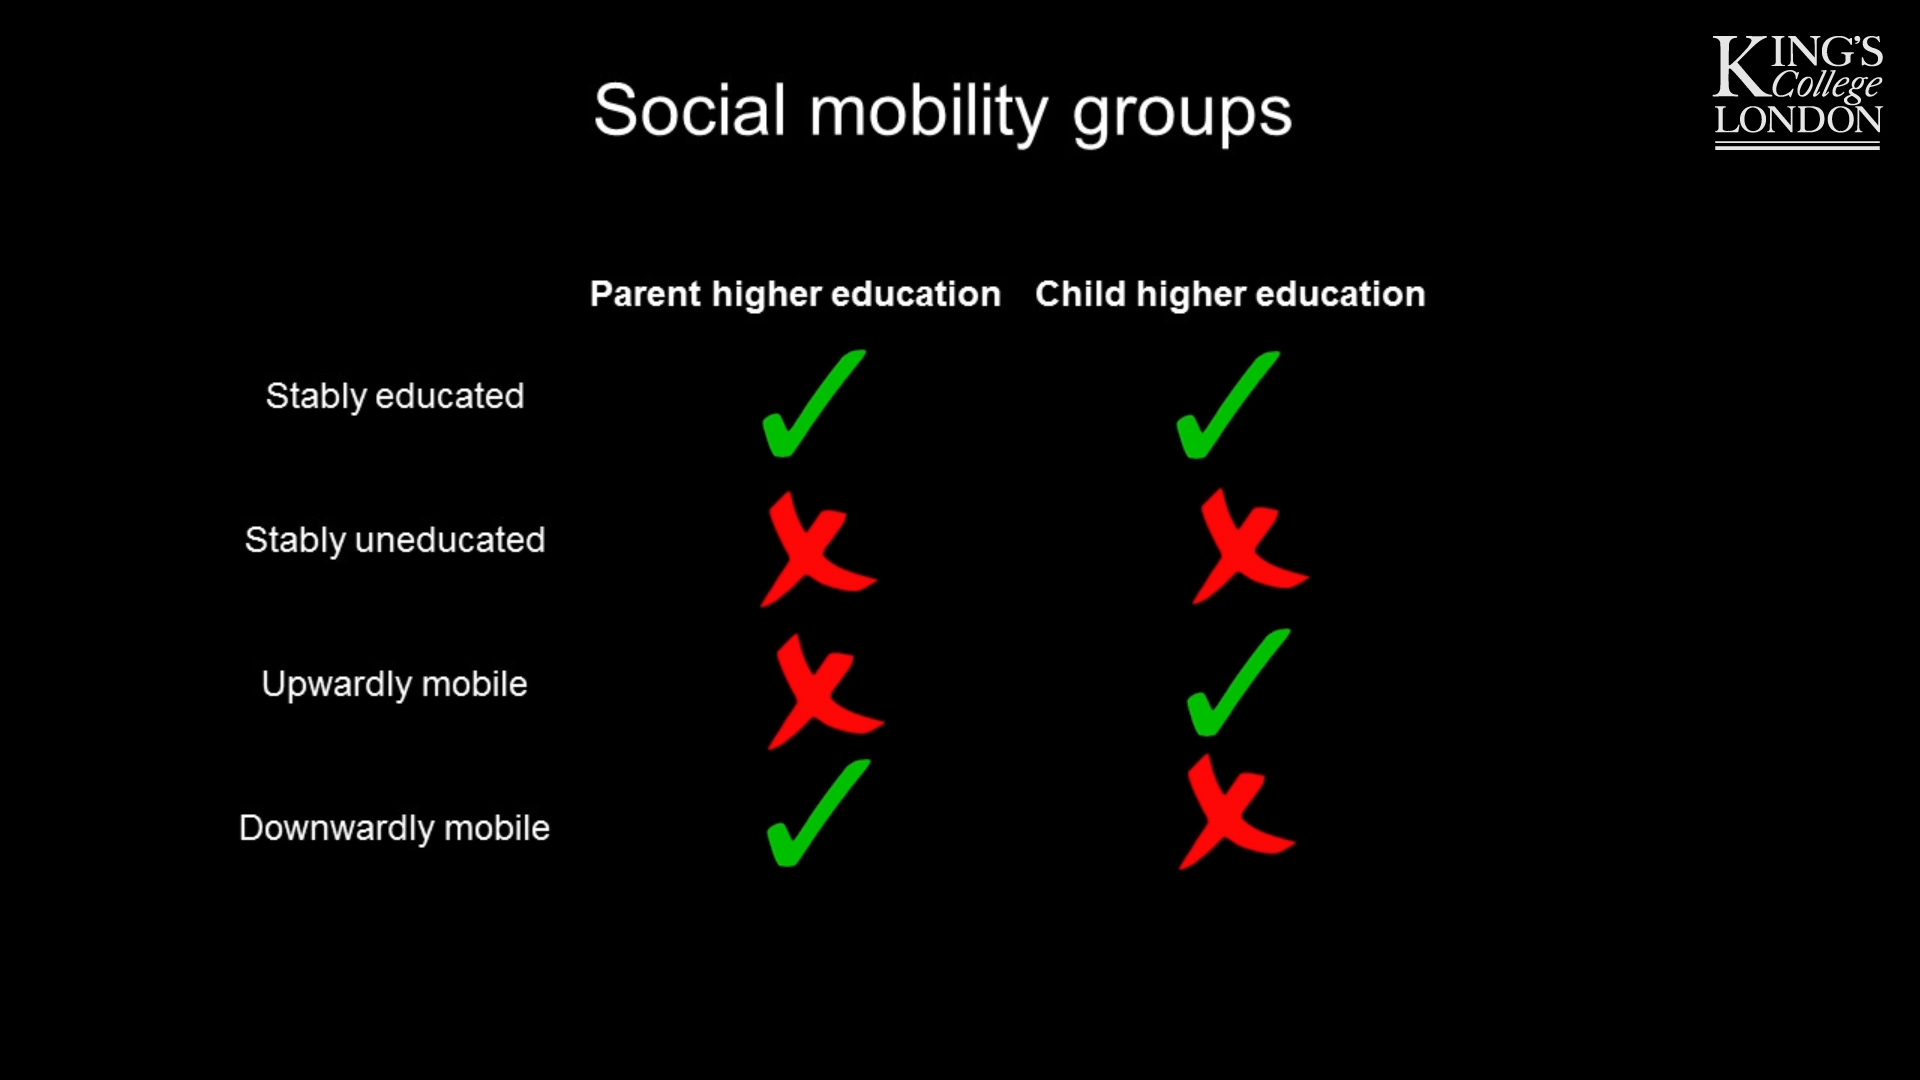 Social mobility groups
KING'S
College
LONDON
Parent higher education Child higher education
Stably educated
Stably uneducated
Upwardly mobile
Downwardly mobile